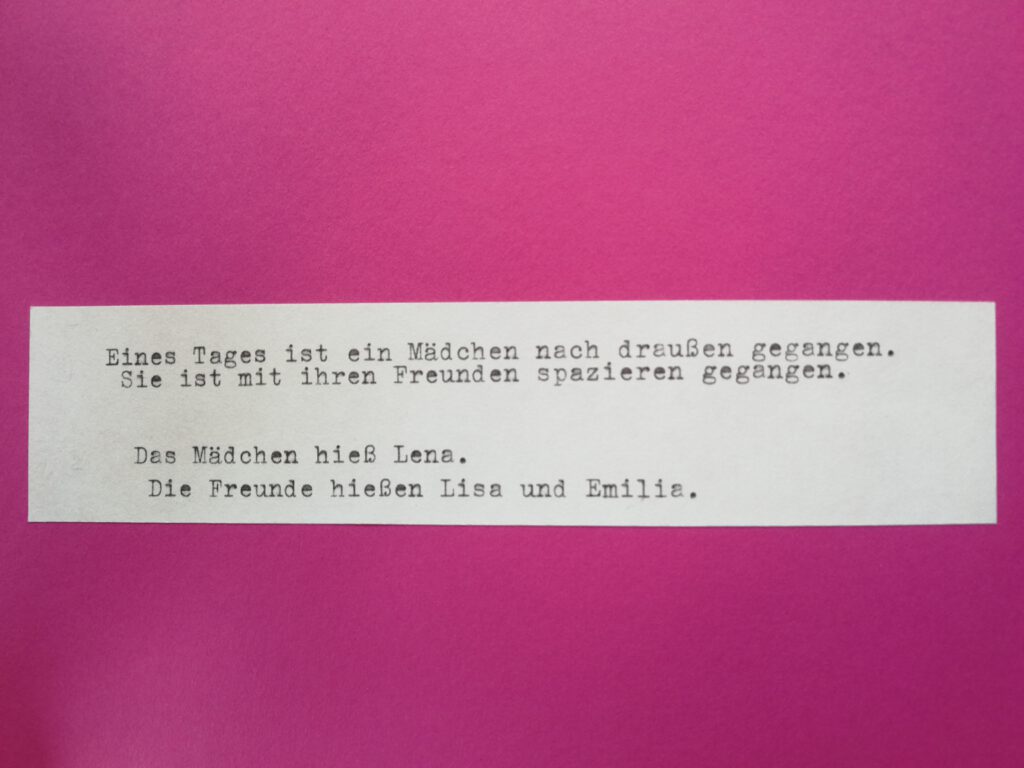 Eines Tages ist ein Mädchen nach draußen gegangen.
Sie ist mit ihren Freunden spazieren gegangen.
Das Mädchen hieß Lena.
Die Freunde hießen Lisa und Emilia.